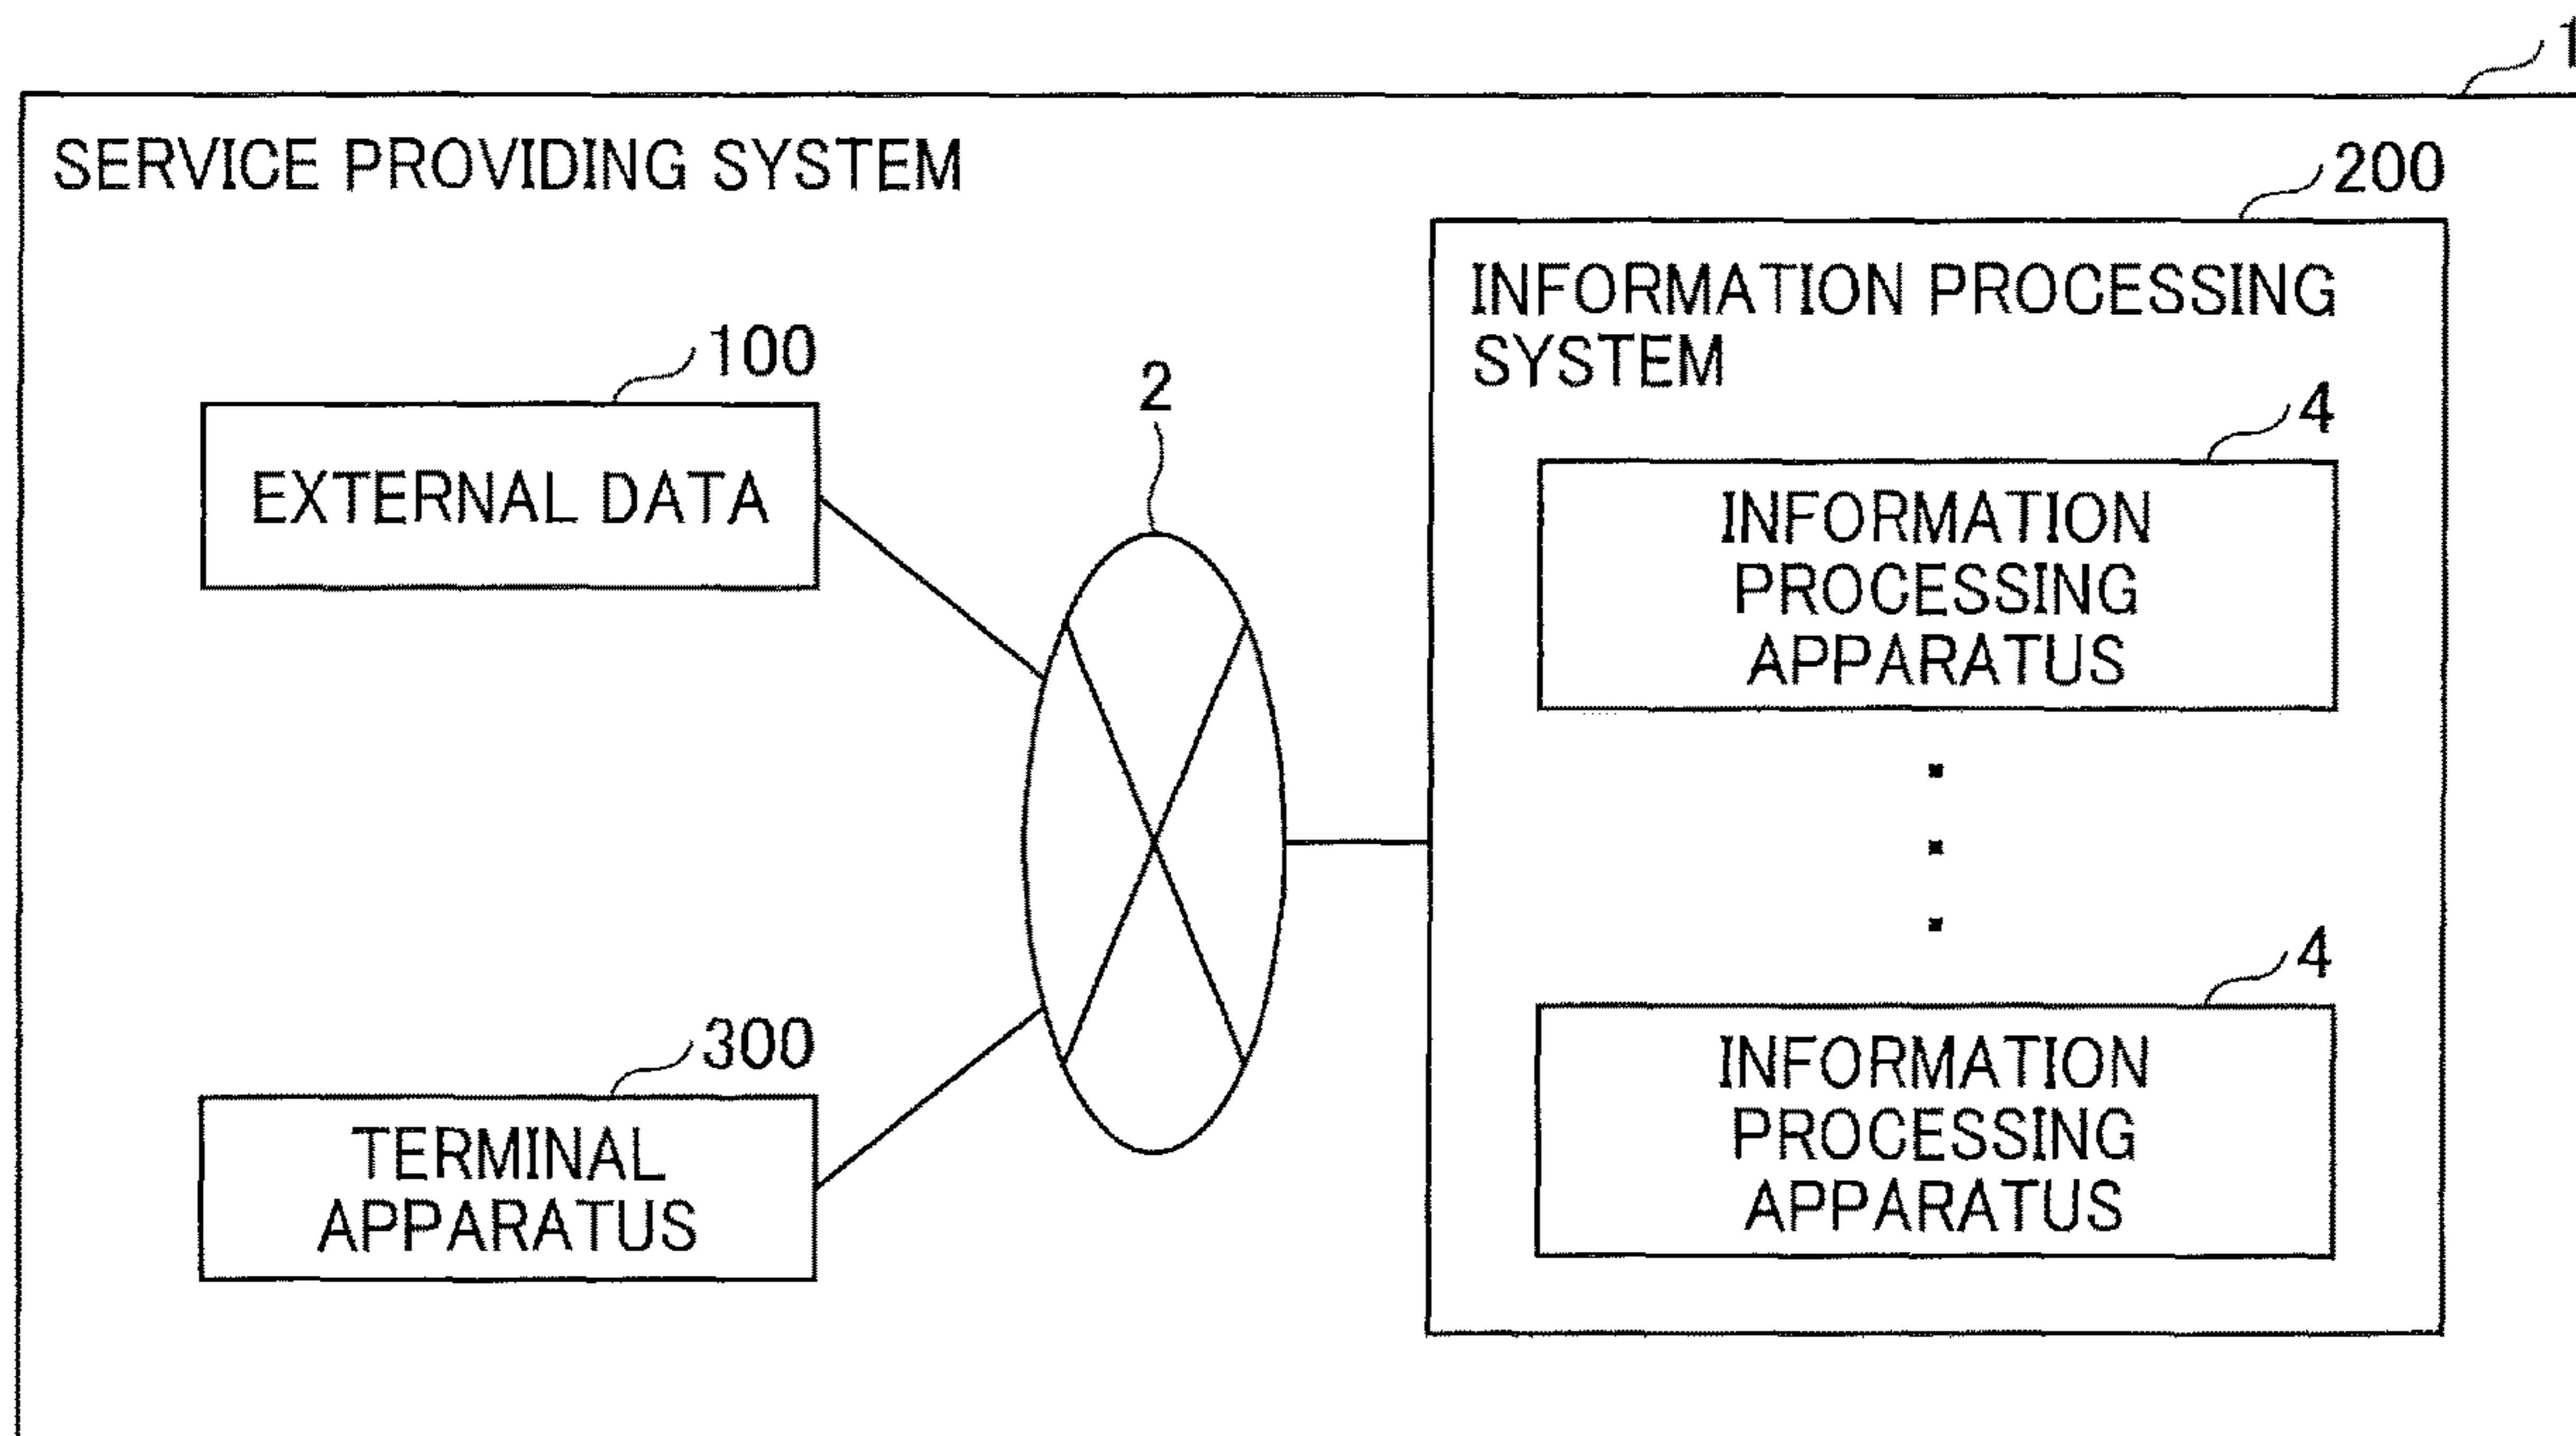 1
SERVICE PROVIDING SYSTEM
200
INFORMATION PROCESSING
SYSTEM
100
EXTERNAL DATA
2
4
INFORMATION
PROCESSING
APPARATUS
300
TERMINAL
APPARATUS
4
INFORMATION
PROCESSING
APPARATUS